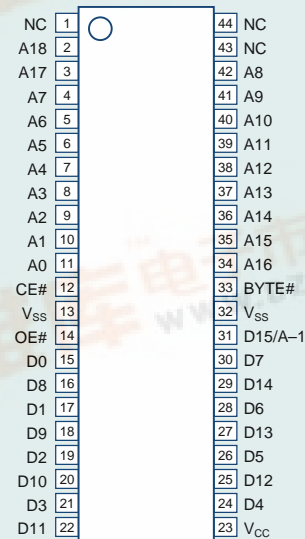 NC 1 44 NC
A18 2 43 NC
A17 3 42 A8
A7 4 41 A9
A6 5 40 A10
A5 6 39 A11
A4 7 38 A12
A3 8 37 A13
A2 9 36 A14
A1 10 35 A15
A0 11 34 A16
CE# 12 33 BYTE#
VSS 13 32 VSS
OE# 14 31 D15/A–1
D0 15 30 D7
D8 16 29 D14
D1 17 28 D6
D9 18 27 D13
D2 19 26 D5
D10 20 25 D12
D3 21 24 D4
D11 22 23 VCC